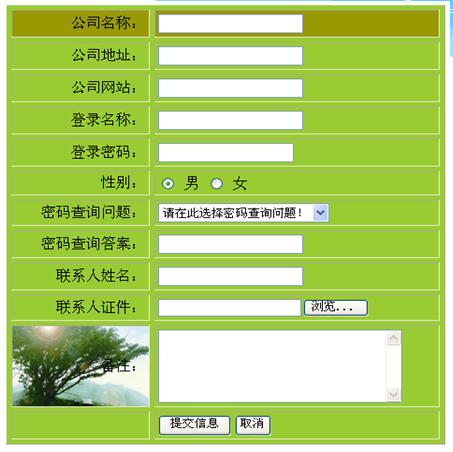 公司名称：
公司地址：
公司网站：
登录名称：
登录密码：
性别： 男 女
密码查询问题： 请在此选择密码查询问题！
密码查询答案：
联系人姓名：
联系人证件： 浏览...
备注：
提交信息 取消